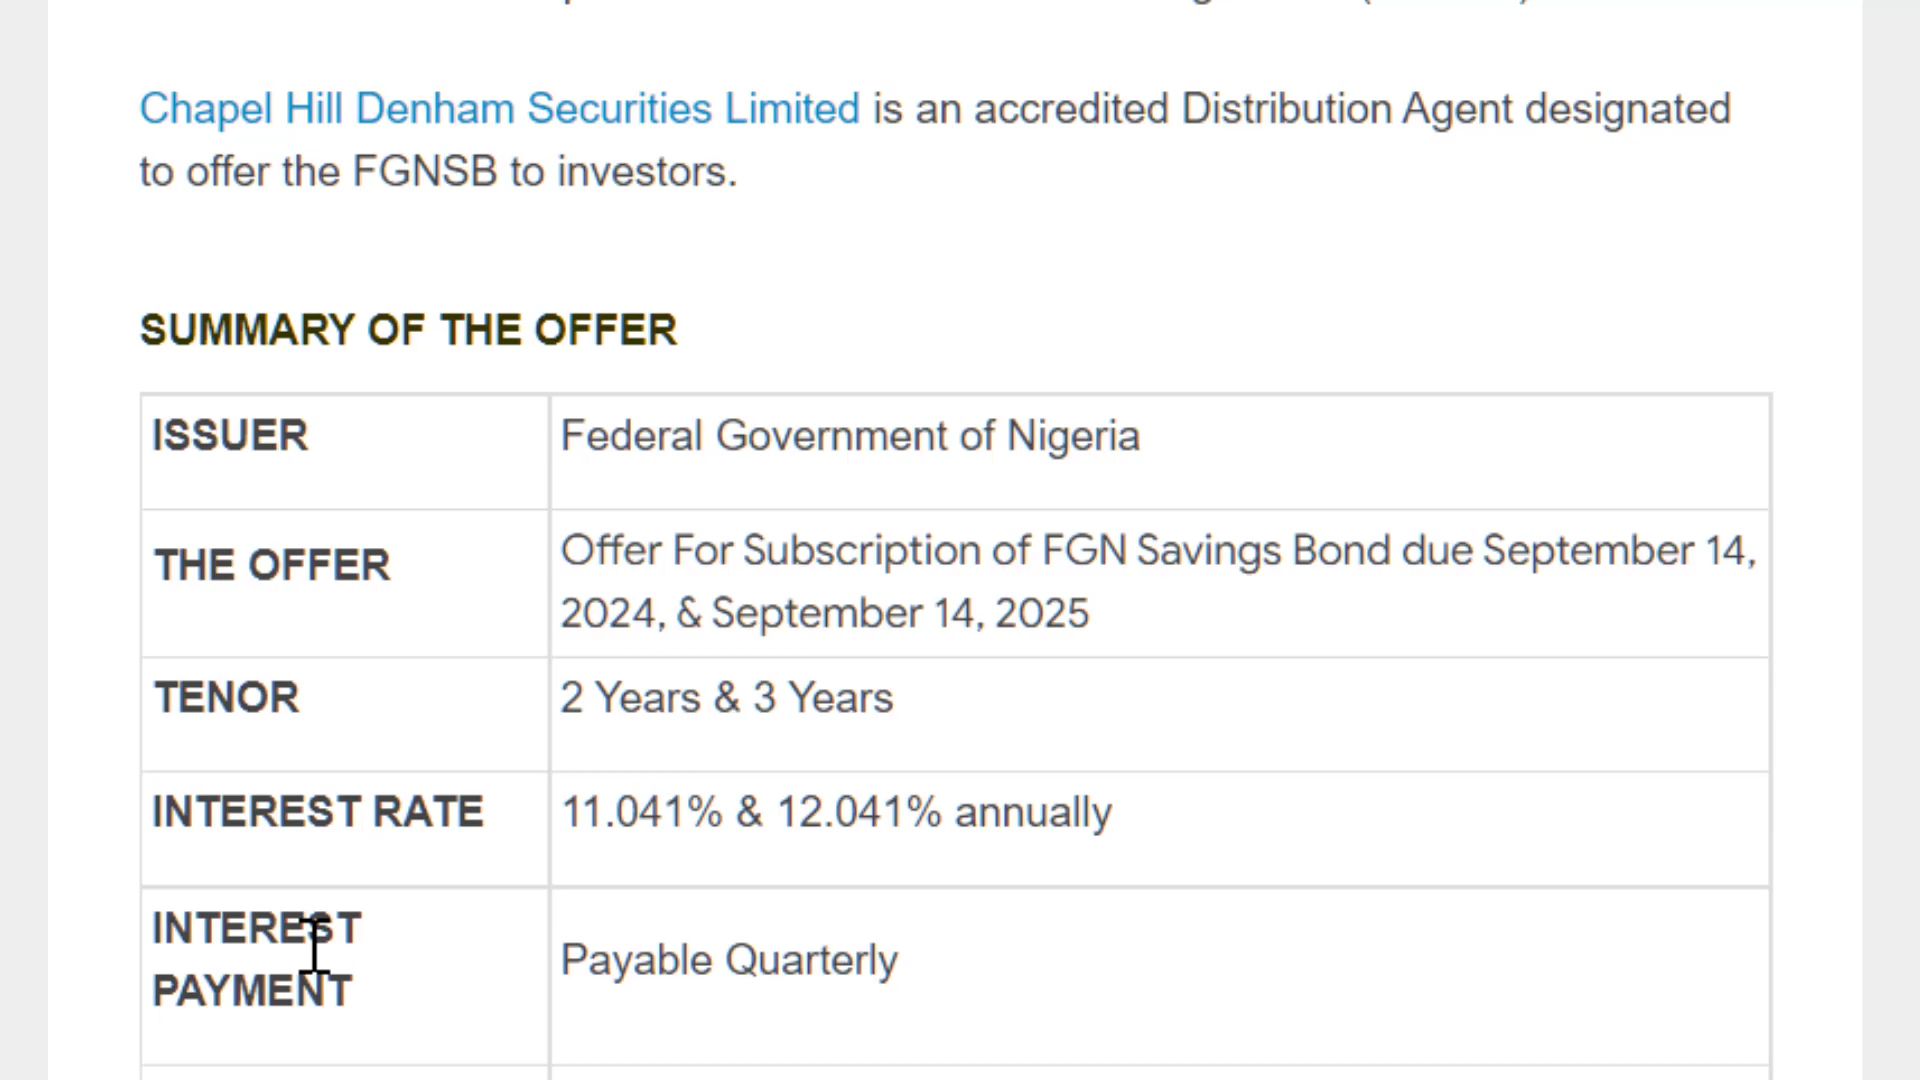 Chapel Hill Denham Securities Limited is an accredited Distribution Agent designated
to offer the FGNSB to investors.
SUMMARY OF THE OFFER
ISSUER
Federal Government of Nigeria
THE OFFER
Offer For Subscription of FGN Savings Bond due September 14,
2024, & September 14, 2025
TENOR
2 Years & 3 Years
INTEREST RATE
11.041% & 12.041% annually
INTEREST
PAYMENT
Payable Quarterly